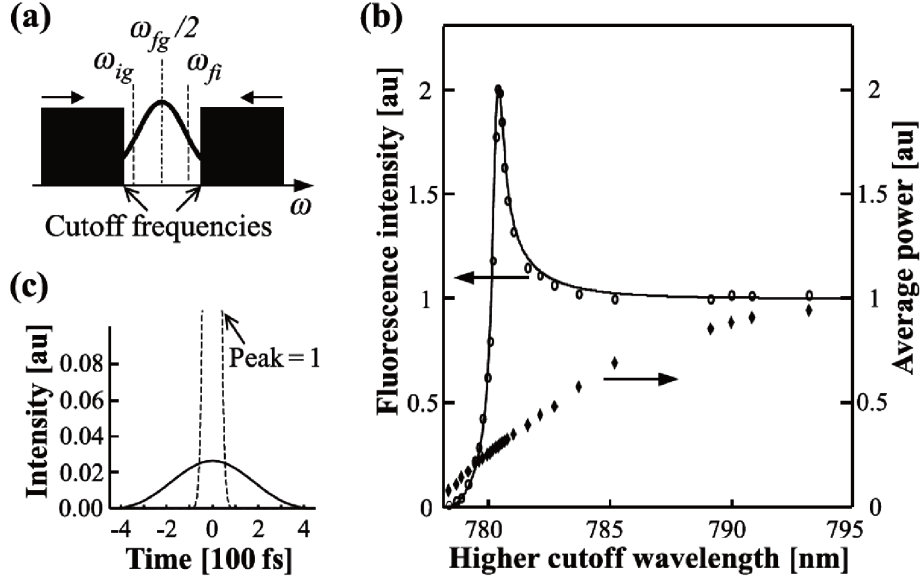 (a)
ω_fg/2
ω_ig
ω_fi
ω
Cutoff frequencies
(b)
Fluorescence intensity [au]
2
1.5
1
0.5
0
2
1.5
1
0.5
0
Average power [au]
780
785
790
795
Higher cutoff wavelength [nm]
(c)
Intensity [au]
0.08
0.06
0.04
0.02
0.00
Peak = 1
-4
-2
0
2
4
Time [100 fs]